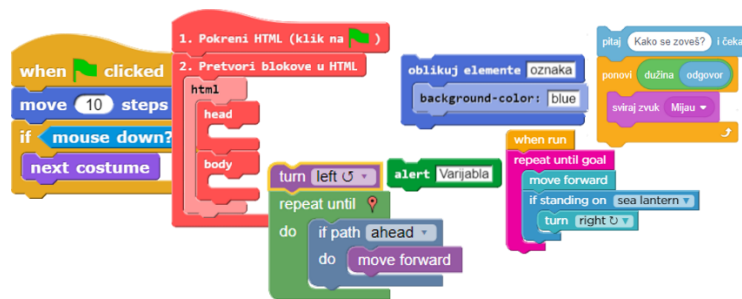 when clicked
move 10 steps
if mouse down?
next costume
1. Pokreni HTML (klik na )
2. Pretvori blokove u HTML
html
head
body
turn left ↺
repeat until
do if path ahead
do move forward
oblikuj elemente oznaka
background-color: blue
alert Varijabla
when run
repeat until goal
move forward
if standing on sea lantern
turn right ↻
pitaj Kako se zoveš? i čeka
ponovi dužina odgovor
sviraj zvuk Mijau